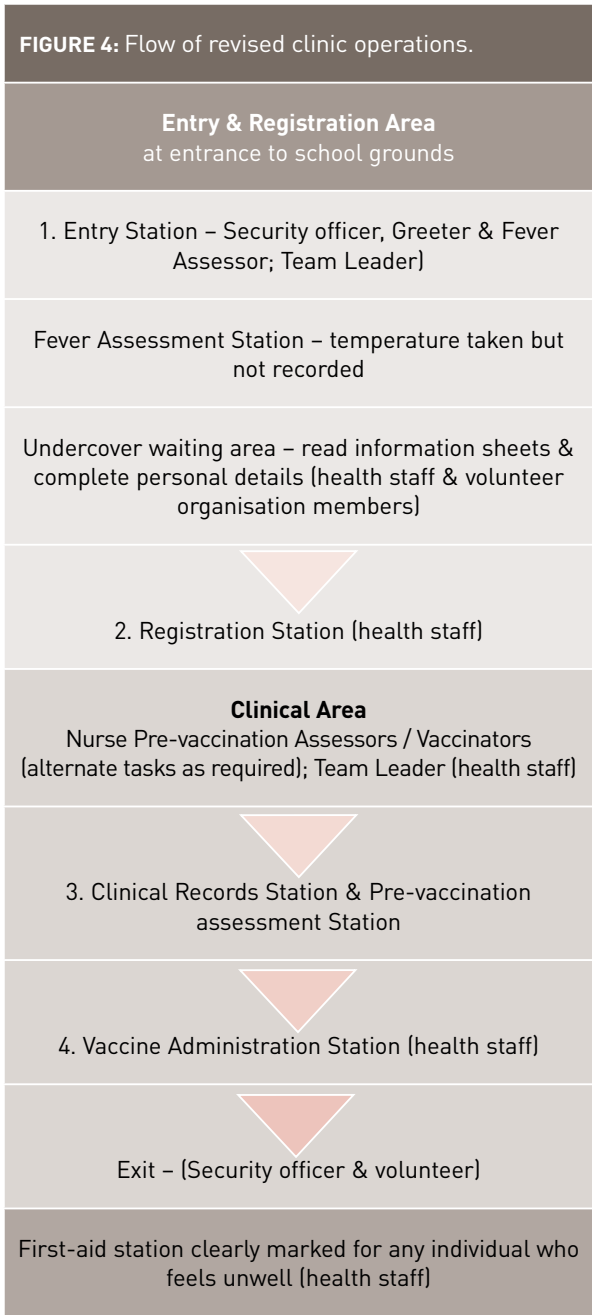 FIGURE 4: Flow of revised clinic operations.
Entry & Registration Area
at entrance to school grounds
1. Entry Station – Security officer, Greeter & Fever
Assessor; Team Leader)
Fever Assessment Station – temperature taken but
not recorded
Undercover waiting area – read information sheets &
complete personal details (health staff & volunteer
organisation members)
2. Registration Station (health staff)
Clinical Area
Nurse Pre-vaccination Assessors / Vaccinators
(alternate tasks as required); Team Leader (health staff)
3. Clinical Records Station & Pre-vaccination
assessment Station
4. Vaccine Administration Station (health staff)
Exit – (Security officer & volunteer)
First-aid station clearly marked for any individual who
feels unwell (health staff)